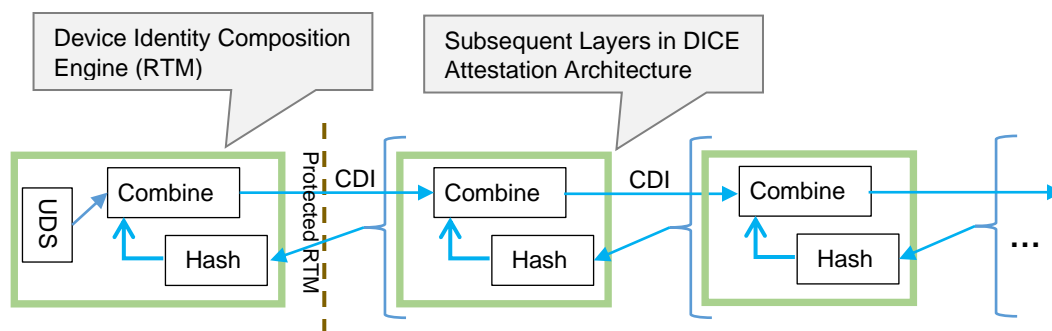 Device Identity Composition
Engine (RTM)
Subsequent Layers in DICE
Attestation Architecture
UDS
Combine
Hash
Protected RTM
CDI
Combine
Hash
CDI
Combine
Hash
...